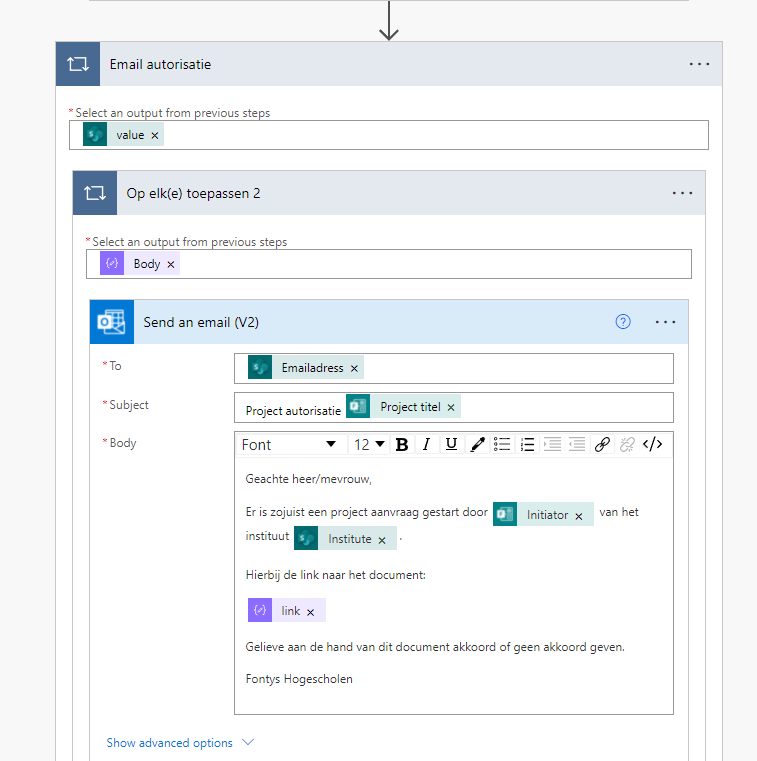 Email autorisatie
* Select an output from previous steps
value ×
Op elk(e) toepassen 2
* Select an output from previous steps
Body ×
Send an email (V2)
* To
Emailadress ×
* Subject
Project autorisatie Project titel ×
* Body
Font 12 B I U </>
Geachte heer/mevrouw,
Er is zojuist een project aanvraag gestart door Initiator × van het
instituut Institute × .
Hierbij de link naar het document:
link ×
Gelieve aan de hand van dit document akkoord of geen akkoord geven.
Fontys Hogescholen
Show advanced options